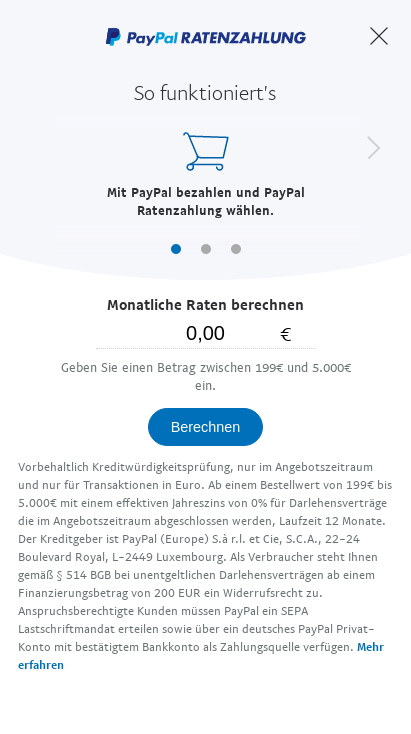 PayPal RATENZAHLUNG
So funktioniert's
Mit PayPal bezahlen und PayPal
Ratenzahlung wählen.
Monatliche Raten berechnen
0,00 €
Geben Sie einen Betrag zwischen 199€ und 5.000€
ein.
Berechnen
Vorbehaltlich Kreditwürdigkeitsprüfung, nur im Angebotszeitraum
und nur für Transaktionen in Euro. Ab einem Bestellwert von 199€ bis
5.000€ mit einem effektiven Jahreszins von 0% für Darlehensverträge
die im Angebotszeitraum abgeschlossen werden, Laufzeit 12 Monate.
Der Kreditgeber ist PayPal (Europe) S.à r.l. et Cie, S.C.A., 22-24
Boulevard Royal, L-2449 Luxembourg. Als Verbraucher steht Ihnen
gemäß § 514 BGB bei unentgeltlichen Darlehensverträgen ab einem
Finanzierungsbetrag von 200 EUR ein Widerrufsrecht zu.
Anspruchsberechtigte Kunden müssen PayPal ein SEPA
Lastschriftmandat erteilen sowie über ein deutsches PayPal Privat-
Konto mit bestätigtem Bankkonto als Zahlungsquelle verfügen. Mehr
erfahren